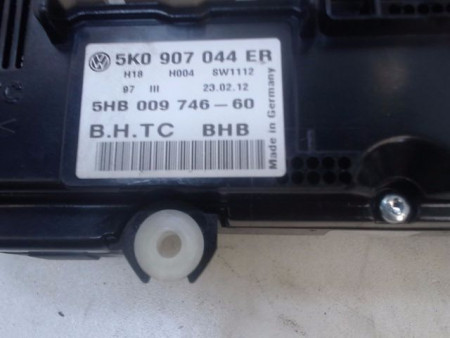 5K0 907 044 ER
H18 H004 SW1112
07 III 23.02.12
5HB 009 746-60
B.H.TC BHB
Made in Germany